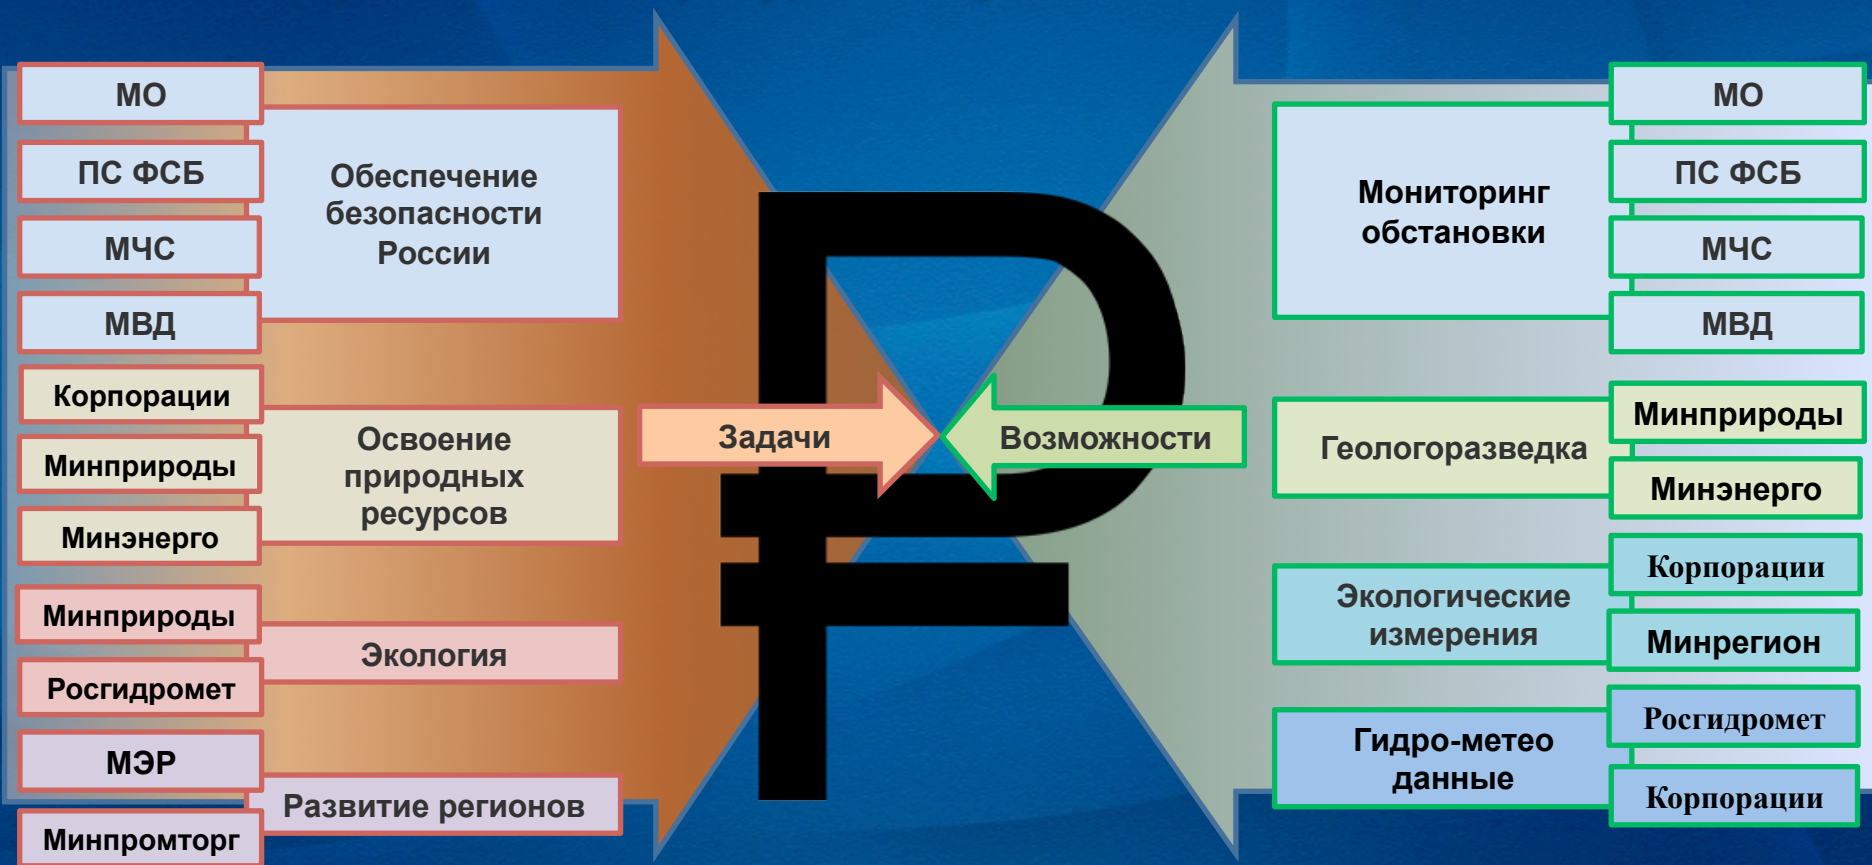 МО
ПС ФСБ
МЧС
МВД
Обеспечение
безопасности
России
Корпорации
Минприроды
Минэнерго
Освоение
природных
ресурсов
Минприроды
Росгидромет
Экология
МЭР
Минпромторг
Развитие регионов
Задачи
Возможности
₽
Мониторинг
обстановки
МО
ПС ФСБ
МЧС
МВД
Геологоразведка
Минприроды
Минэнерго
Экологические
измерения
Корпорации
Минрегион
Гидро-метео
данные
Росгидромет
Корпорации